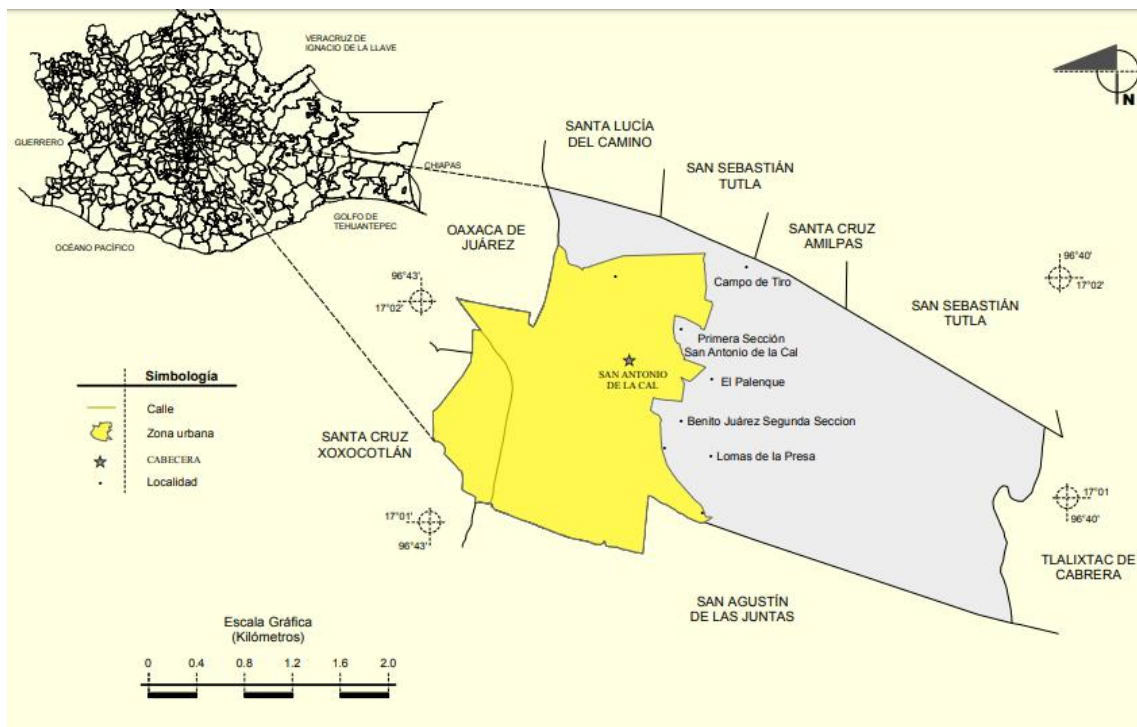 VERACRUZ DE
IGNACIO DE LA LLAVE
GUERRERO
CHIAPAS
GOLFO DE
TEHUANTEPEC
OCÉANO PACÍFICO
N
SANTA LUCÍA
DEL CAMINO
SAN SEBASTIÁN
TUTLA
SANTA CRUZ
AMILPAS
OAXACA DE
JUÁREZ
96°43'
17°02'
96°40'
17°02'
Campo de Tiro
SAN SEBASTIÁN
TUTLA
Primera Sección
San Antonio de la Cal
SAN ANTONIO
DE LA CAL
El Palenque
Benito Juárez Segunda Seccion
Lomas de la Presa
Simbología
Calle
Zona urbana
CABECERA
Localidad
SANTA CRUZ
XOXOCOTLÁN
17°01'
96°43'
17°01
96°40'
TLALIXTAC DE
CABRERA
SAN AGUSTÍN
DE LAS JUNTAS
Escala Gráfica
(Kilómetros)
0 0.4 0.8 1.2 1.6 2.0